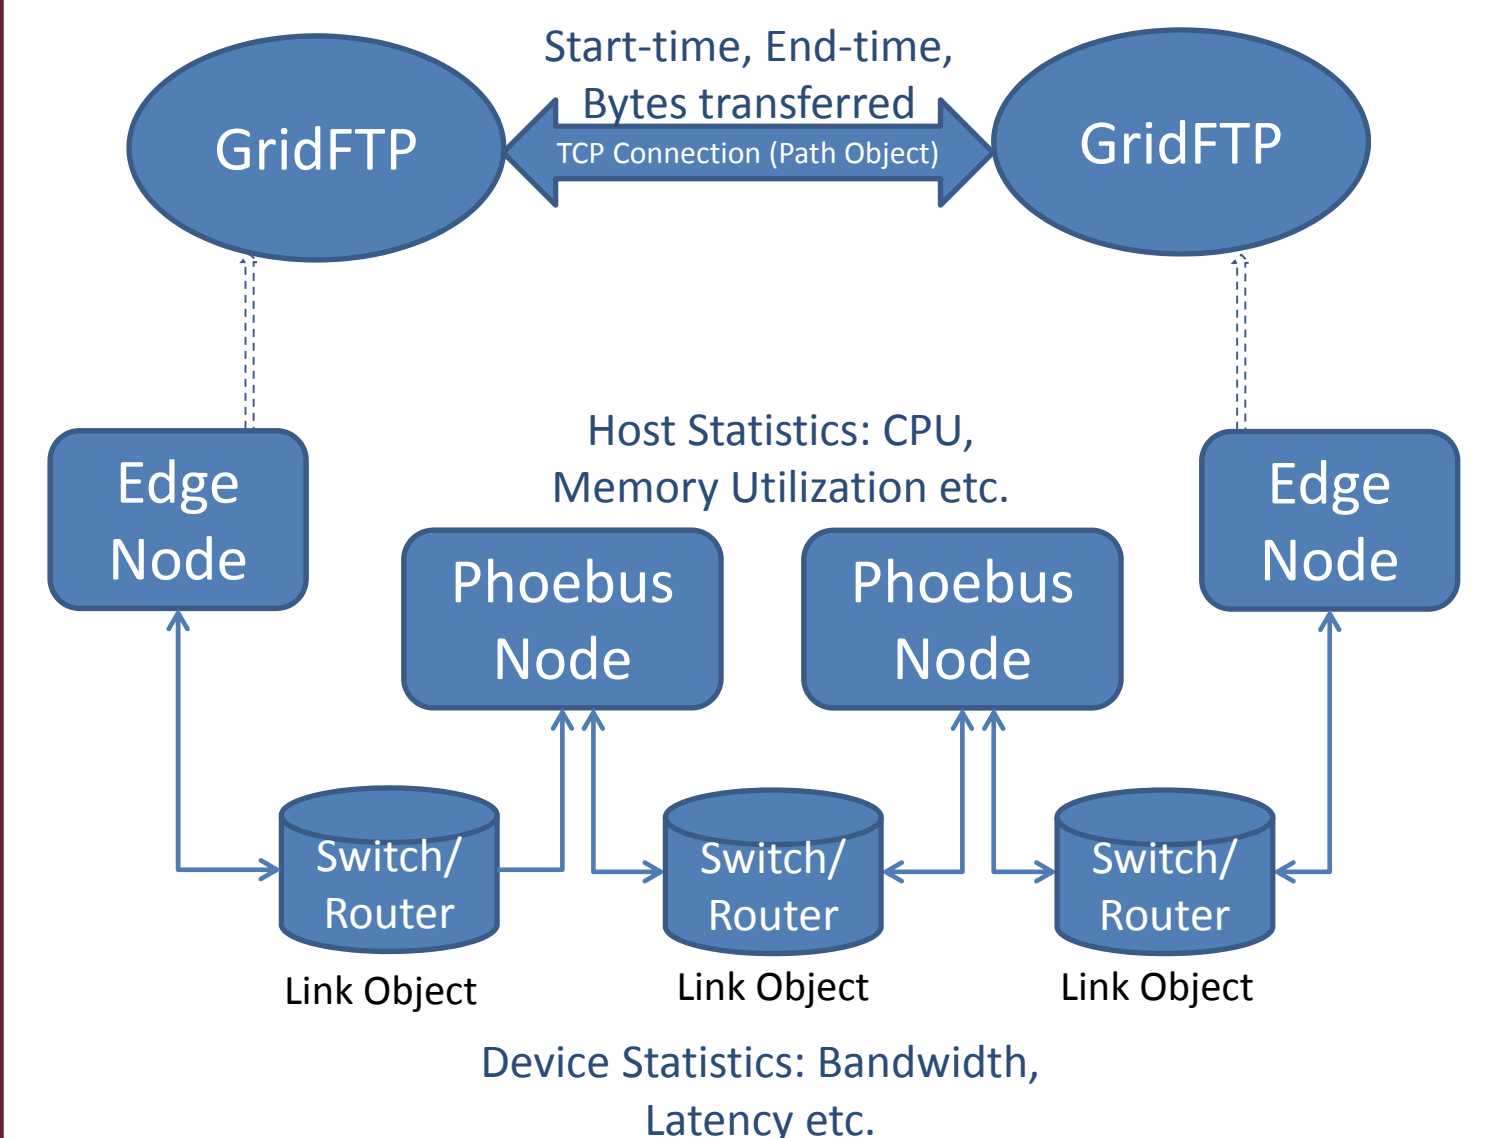 Start-time, End-time,
Bytes transferred
GridFTP
TCP Connection (Path Object)
GridFTP
Host Statistics: CPU,
Memory Utilization etc.
Edge
Node
Edge
Node
Phoebus
Node
Phoebus
Node
Switch/
Router
Switch/
Router
Switch/
Router
Link Object
Link Object
Link Object
Device Statistics: Bandwidth,
Latency etc.